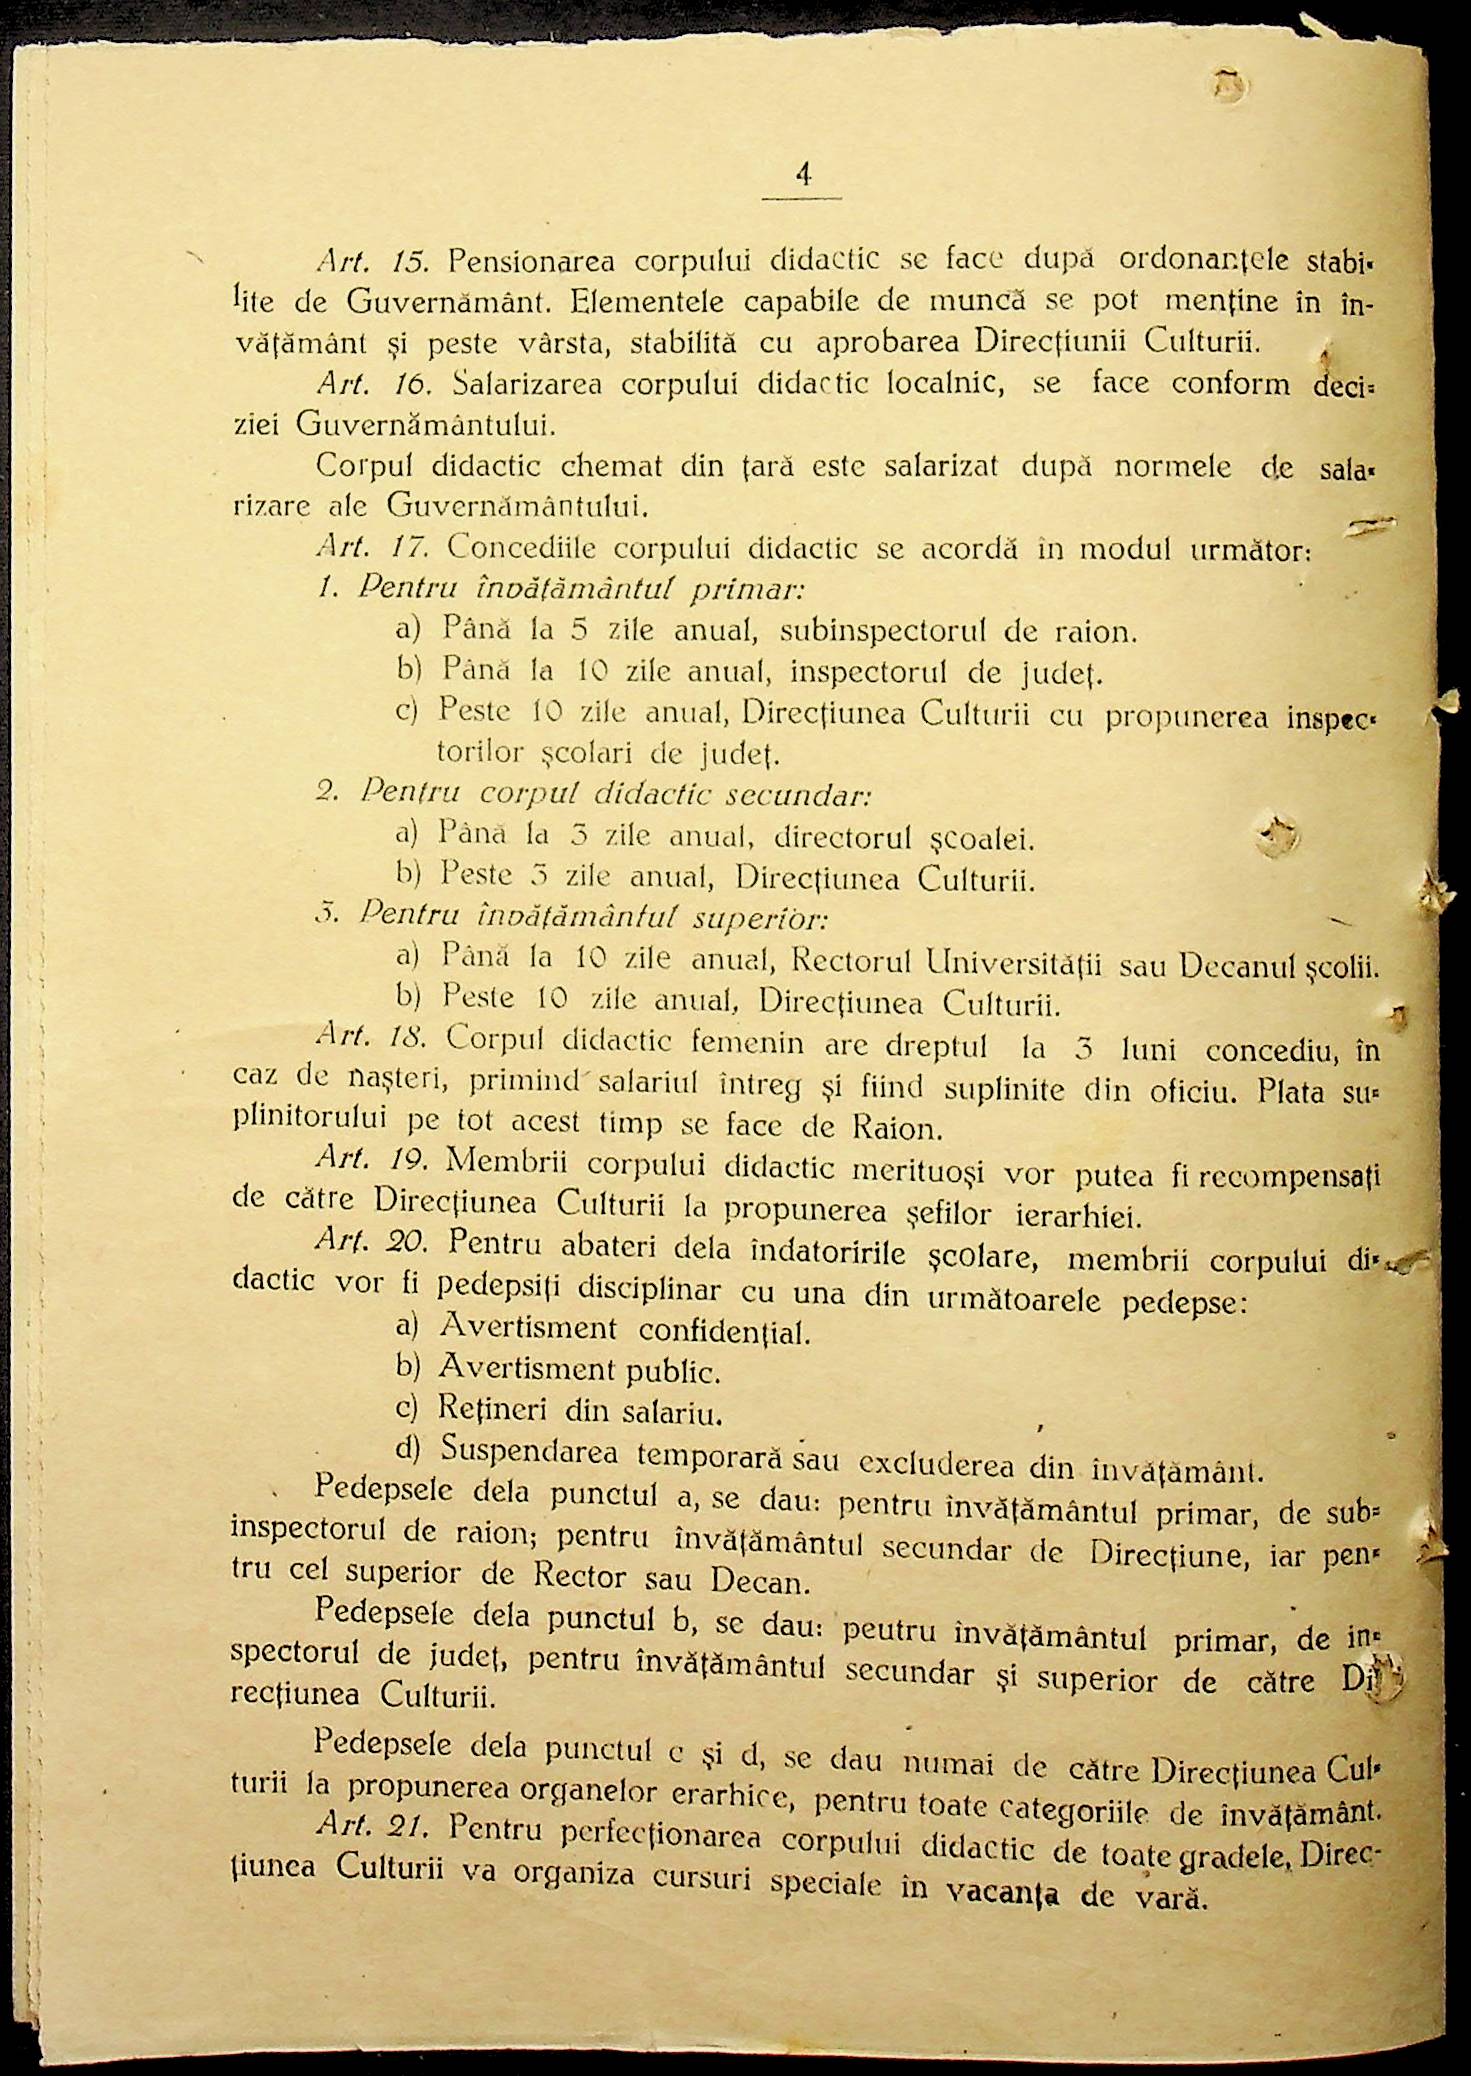 4
Art. 15. Pensionarea corpului didactic se face după ordonanțele stabi-
lite de Guvernământ. Elementele capabile de muncă se pot menține în în-
vățământ și peste vârsta, stabilită cu aprobarea Direcțiunii Culturii.
Art. 16. Salarizarea corpului didactic localnic, se face conform deci-
ziei Guvernământului.
Corpul didactic chemat din țară este salarizat după normele de sala-
rizare ale Guvernământului.
Art. 17. Concediile corpului didactic se acordă în modul următor:
1. Pentru învățământul primar:
a) Până la 5 zile anual, subinspectorul de raion.
b) Până la 10 zile anual, inspectorul de județ.
c) Peste 10 zile anual, Direcțiunea Culturii cu propunerea inspec-
torilor școlari de județ.
2. Pentru corpul didactic secundar:
a) Până la 3 zile anual, directorul școalei.
b) Peste 3 zile anual, Direcțiunea Culturii.
3. Pentru învățământul superior:
a) Până la 10 zile anual, Rectorul Universității sau Decanul școlii.
b) Peste 10 zile anual, Direcțiunea Culturii.
Art. 18. Corpul didactic femenin are dreptul la 3 luni concediu, în
caz de nașteri, primind salariul întreg și fiind suplinite din oficiu. Plata su-
plinitorului pe tot acest timp se face de Raion.
Art. 19. Membrii corpului didactic merituoși vor putea fi recompensați
de către Direcțiunea Culturii la propunerea șefilor ierarhiei.
Art. 20. Pentru abateri dela îndatoririle școlare, membrii corpului di-
dactic vor fi pedepsiți disciplinar cu una din următoarele pedepse:
a) Avertisment confidențial.
b) Avertisment public.
c) Rețineri din salariu.
d) Suspendarea temporară sau excluderea din învățământ.
Pedepsele dela punctul a, se dau: pentru învățământul primar, de sub-
inspectorul de raion; pentru învățământul secundar de Direcțiune, iar pen-
tru cel superior de Rector sau Decan.
Pedepsele dela punctul b, se dau: peutru învățământul primar, de in-
spectorul de județ, pentru învățământul secundar și superior de către Di-
recțiunea Culturii.
Pedepsele dela punctul c și d, se dau numai de către Direcțiunea Cul-
turii la propunerea organelor erarhice, pentru toate categoriile de învățământ.
Art. 21. Pentru perfecționarea corpului didactic de toate gradele, Direc-
țiunea Culturii va organiza cursuri speciale în vacanța de vară.